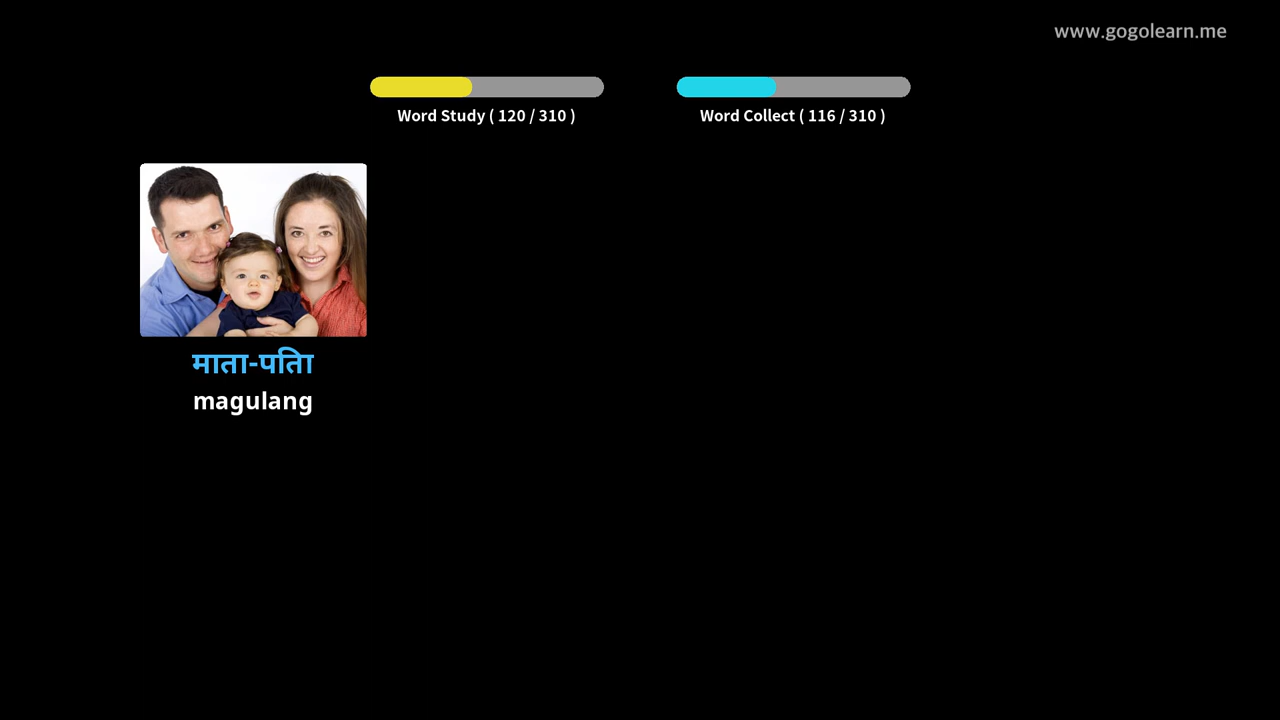 www.gogolearn.me
Word Study ( 120 / 310 )
Word Collect ( 116 / 310 )
माता-पिता
magulang